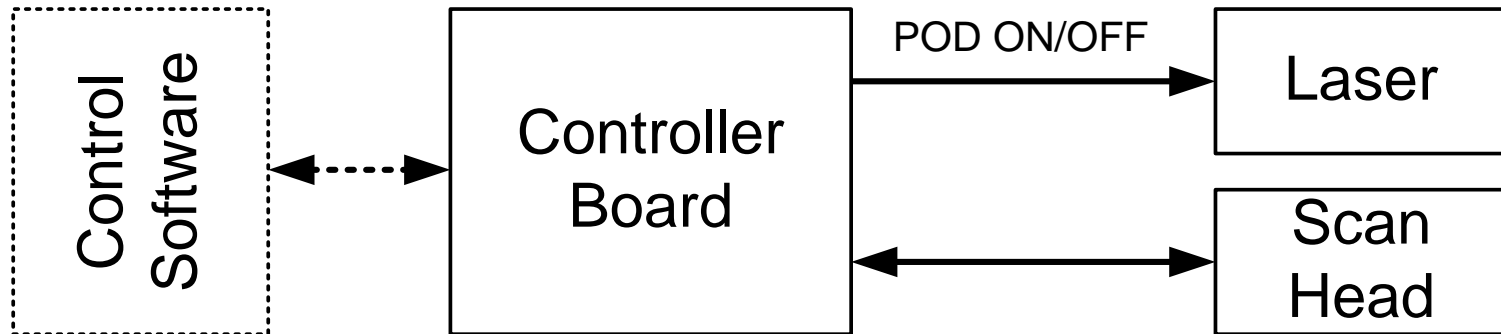 Control
Software
Controller
Board
POD ON/OFF
Laser
Scan
Head